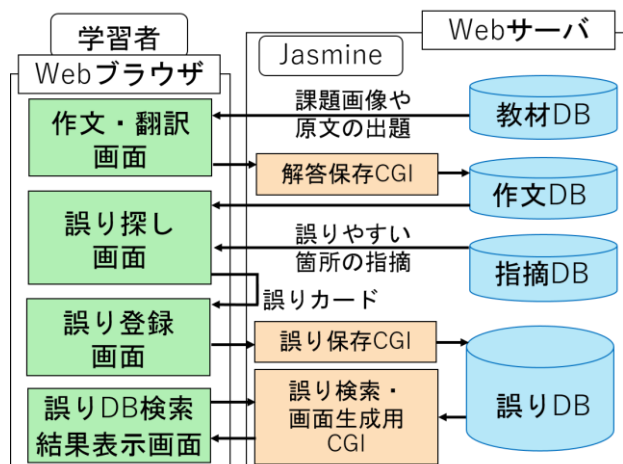 学習者
Webサーバ
Webブラウザ
Jasmine
作文・翻訳
画面
課題画像や
原文の出題
教材DB
解答保存CGI
作文DB
誤り探し
画面
誤りやすい
箇所の指摘
指摘DB
誤りカード
誤り登録
画面
誤り保存CGI
誤りDB
誤りDB検索
結果表示画面
誤り検索・
画面生成用
CGI